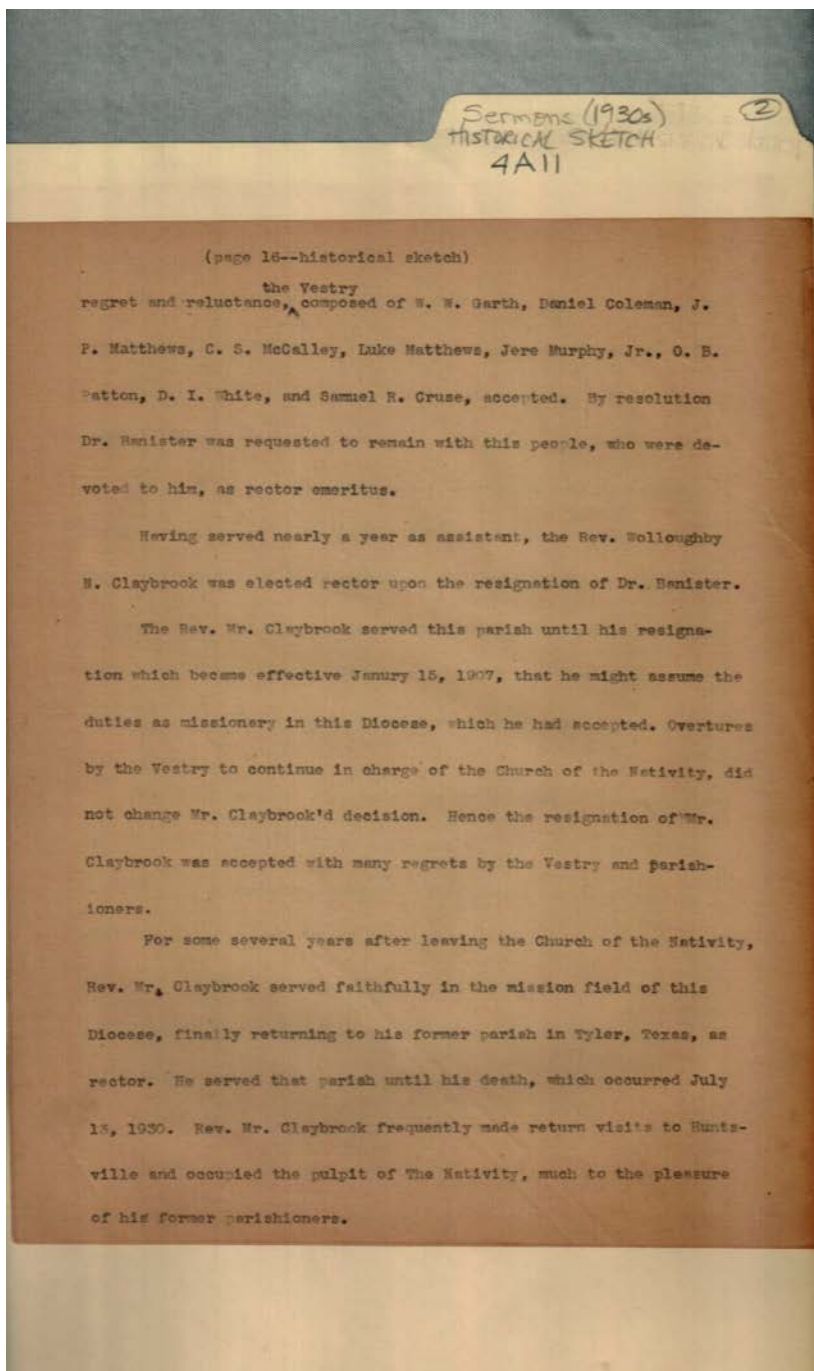 Sermons (1930s) 2
HISTORICAL SKETCH
4A11
(page 16--historical sketch)
the Vestry
regret and reluctance, composed of W. W. Garth, Daniel Coleman, J.
P. Matthews, C. S. McCalley, Luke Matthews, Jere Murphy, Jr., O. B.
Patton, D. I. White, and Samuel R. Cruse, accepted. By resolution
Dr. Banister was requested to remain with this people, who were de-
voted to him, as rector emeritus.
Having served nearly a year as assistant, the Rev. Wolloughby
N. Claybrook was elected rector upon the resignation of Dr. Banister.
The Rev. Mr. Claybrook served this parish until his resigna-
tion which became effective Janury 15, 1907, that he might assume the
duties as missionary in this Diocese, which he had accepted. Overtures
by the Vestry to continue in charge of the Church of the Nativity, did
not change Mr. Claybrook'd decision. Hence the resignation of Mr.
Claybrook was accepted with many regrets by the Vestry and parish-
ioners.
For some several years after leaving the Church of the Nativity,
Rev. Mr. Claybrook served faithfully in the mission field of this
Diocese, finally returning to his former parish in Tyler, Texas, as
rector. He served that parish until his death, which occurred July
13, 1930. Rev. Mr. Claybrook frequently made return visits to Hunts-
ville and occupied the pulpit of The Nativity, much to the pleasure
of his former parishioners.